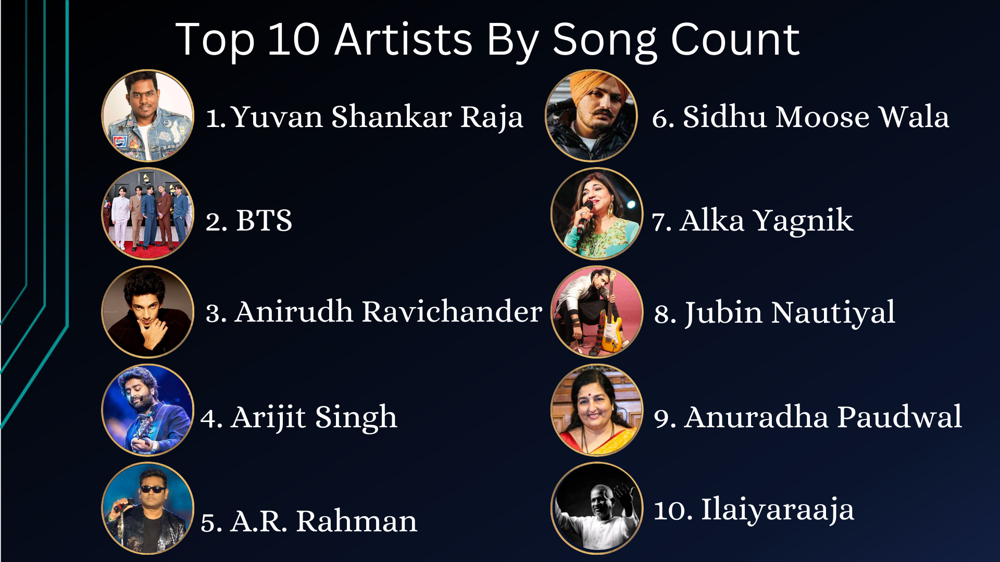 Top 10 Artists By Song Count
1. Yuvan Shankar Raja
2. BTS
3. Anirudh Ravichander
4. Arijit Singh
5. A.R. Rahman
6. Sidhu Moose Wala
7. Alka Yagnik
8. Jubin Nautiyal
9. Anuradha Paudwal
10. Ilaiyaraaja
PEPSI